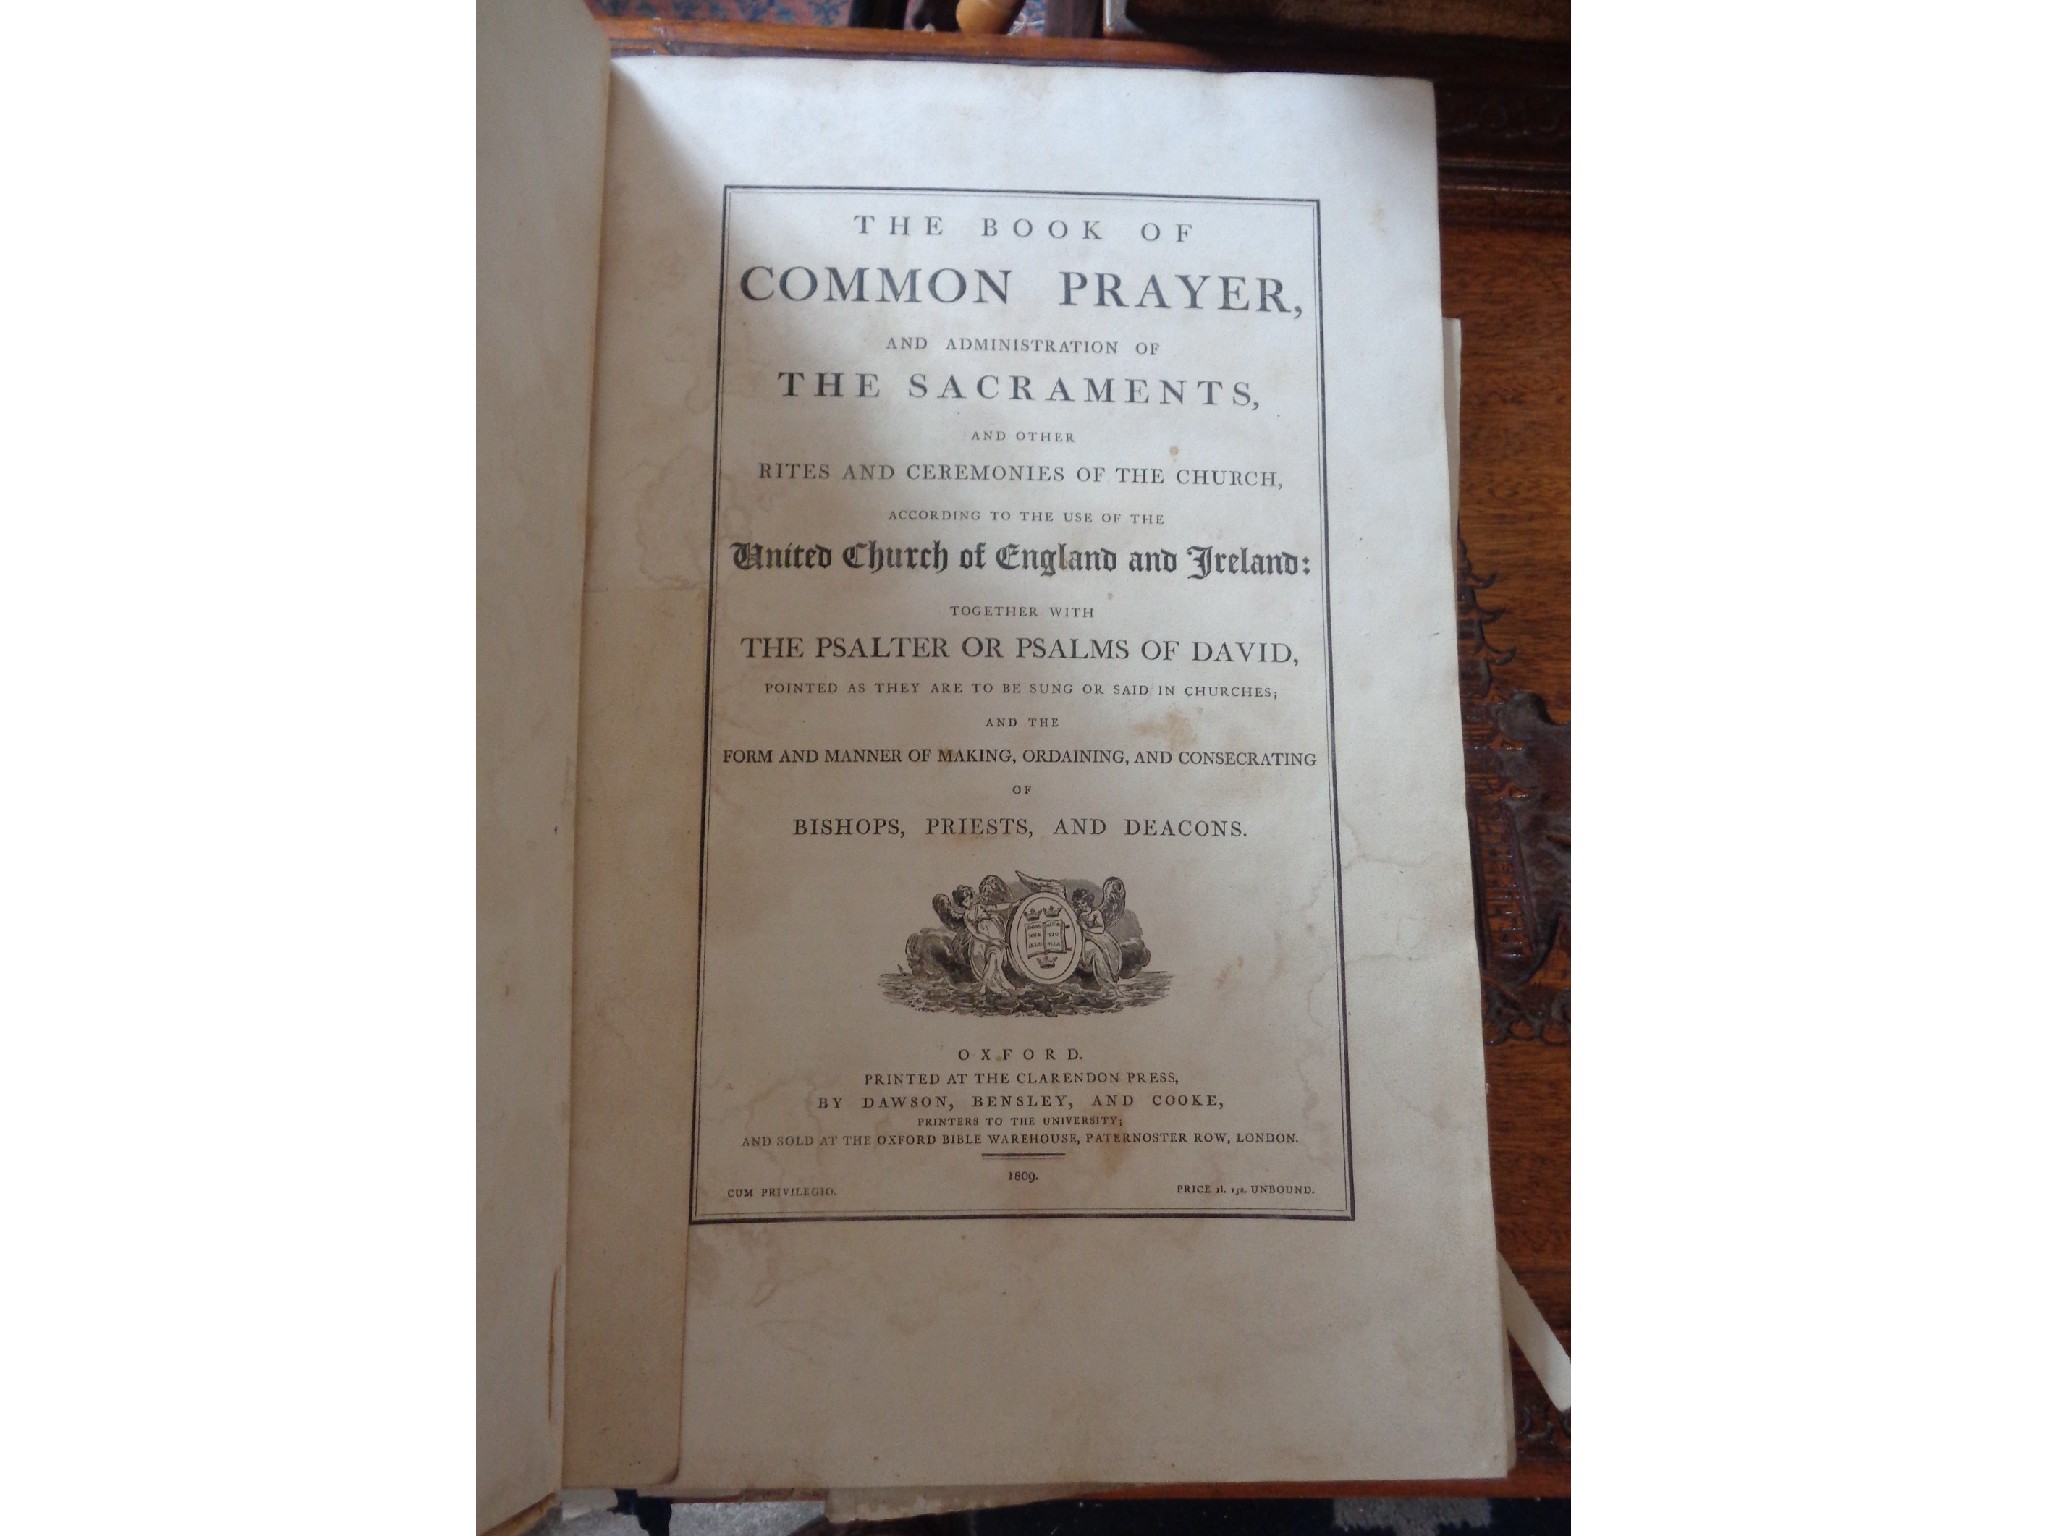 THE BOOK OF
COMMON PRAYER,
AND ADMINISTRATION OF
THE SACRAMENTS,
AND OTHER
RITES AND CEREMONIES OF THE CHURCH,
ACCORDING TO THE USE OF THE
United Church of England and Ireland:
TOGETHER WITH
THE PSALTER OR PSALMS OF DAVID,
POINTED AS THEY ARE TO BE SUNG OR SAID IN CHURCHES;
AND THE
FORM AND MANNER OF MAKING, ORDAINING, AND CONSECRATING
OF
BISHOPS, PRIESTS, AND DEACONS.
OXFORD.
PRINTED AT THE CLARENDON PRESS,
BY DAWSON, BENSLEY, AND COOKE,
PRINTERS TO THE UNIVERSITY;
AND SOLD AT THE OXFORD BIBLE WAREHOUSE, PATERNOSTER ROW, LONDON.
1809.
CUM PRIVILEGIO.
PRICE UNBOUND.